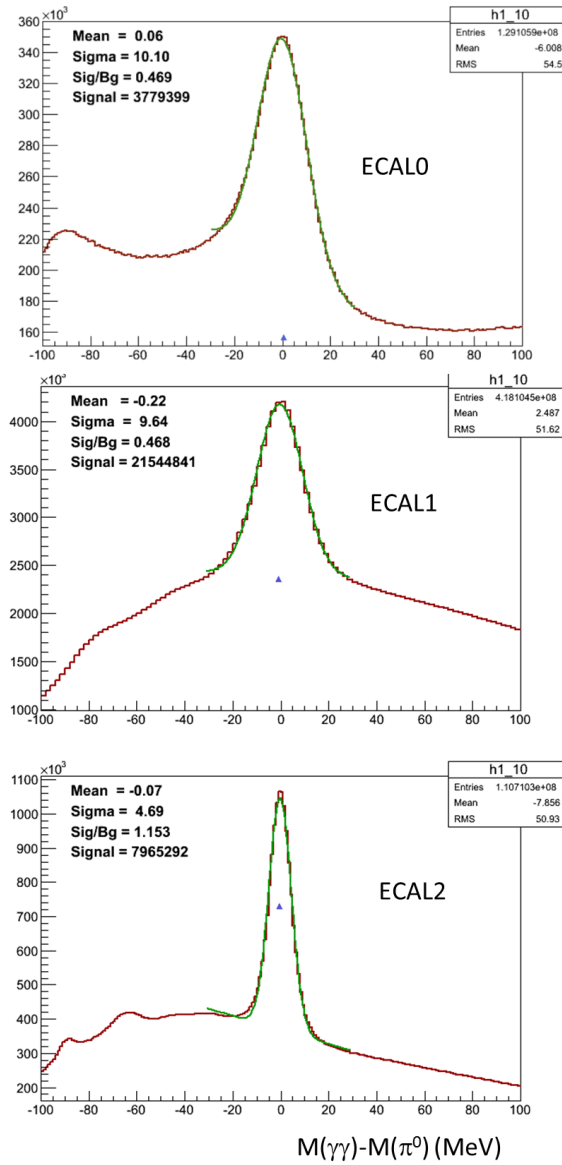 ×10³
h1_10
Entries 1.291059e+08
Mean -6.008
RMS 54.5
Mean = 0.06
Sigma = 10.10
Sig/Bg = 0.469
Signal = 3779399
ECAL0
360
340
320
300
280
260
240
220
200
180
160
-100 -80 -60 -40 -20 0 20 40 60 80 100
h1_10
Entries 4.181045e+08
Mean 2.487
RMS 51.62
Mean = -0.22
Sigma = 9.64
Sig/Bg = 0.468
Signal = 21544841
ECAL1
4000
3500
3000
2500
2000
1500
1000
-100 -80 -60 -40 -20 0 20 40 60 80 100
×10³
h1_10
Entries 1.107103e+08
Mean -7.856
RMS 50.93
Mean = -0.07
Sigma = 4.69
Sig/Bg = 1.153
Signal = 7965292
ECAL2
1100
1000
900
800
700
600
500
400
300
200
-100 -80 -60 -40 -20 0 20 40 60 80 100
M(γγ)-M(π⁰) (MeV)